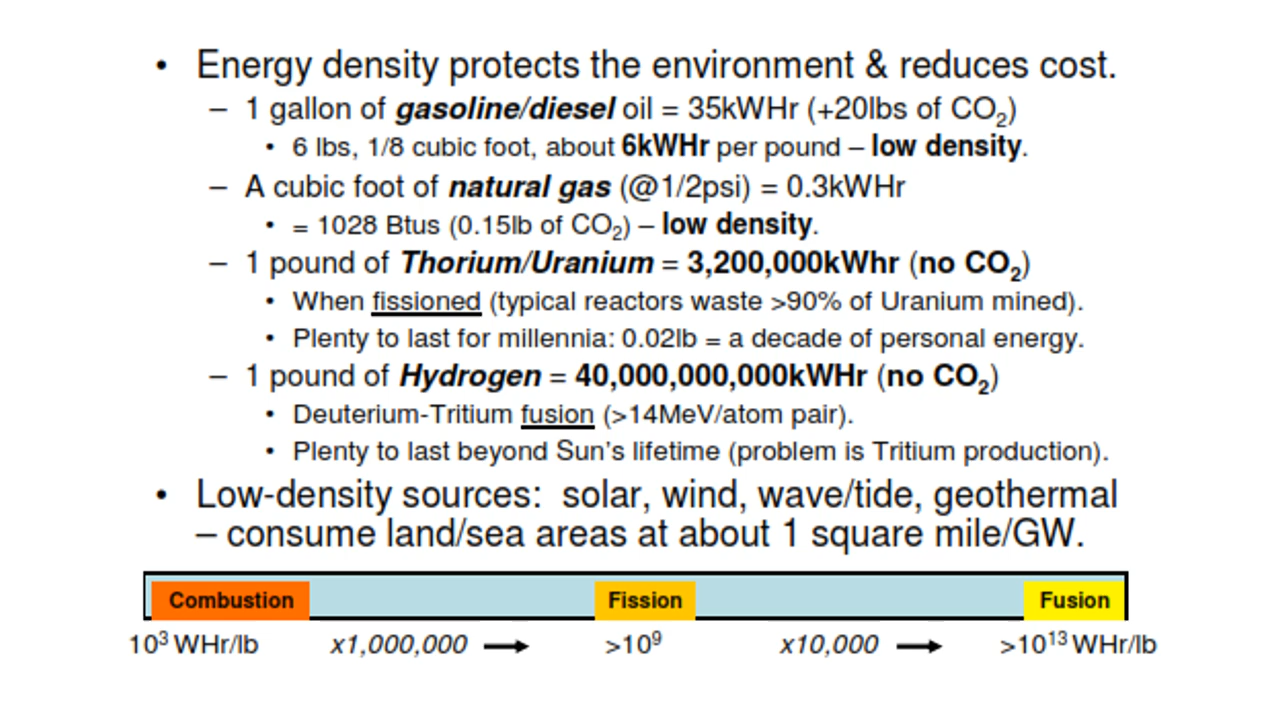 • Energy density protects the environment & reduces cost.
– 1 gallon of gasoline/diesel oil = 35kWHr (+20lbs of CO₂)
• 6 lbs, 1/8 cubic foot, about 6kWHr per pound – low density.
– A cubic foot of natural gas (@1/2psi) = 0.3kWHr
• = 1028 Btus (0.15lb of CO₂) – low density.
– 1 pound of Thorium/Uranium = 3,200,000kWhr (no CO₂)
• When fissioned (typical reactors waste >90% of Uranium mined).
• Plenty to last for millennia: 0.02lb = a decade of personal energy.
– 1 pound of Hydrogen = 40,000,000,000kWHr (no CO₂)
• Deuterium-Tritium fusion (>14MeV/atom pair).
• Plenty to last beyond Sun’s lifetime (problem is Tritium production).
• Low-density sources: solar, wind, wave/tide, geothermal
– consume land/sea areas at about 1 square mile/GW.
Combustion Fission Fusion
10³ WHr/lb x1,000,000 → >10⁹ x10,000 → >10¹³ WHr/lb